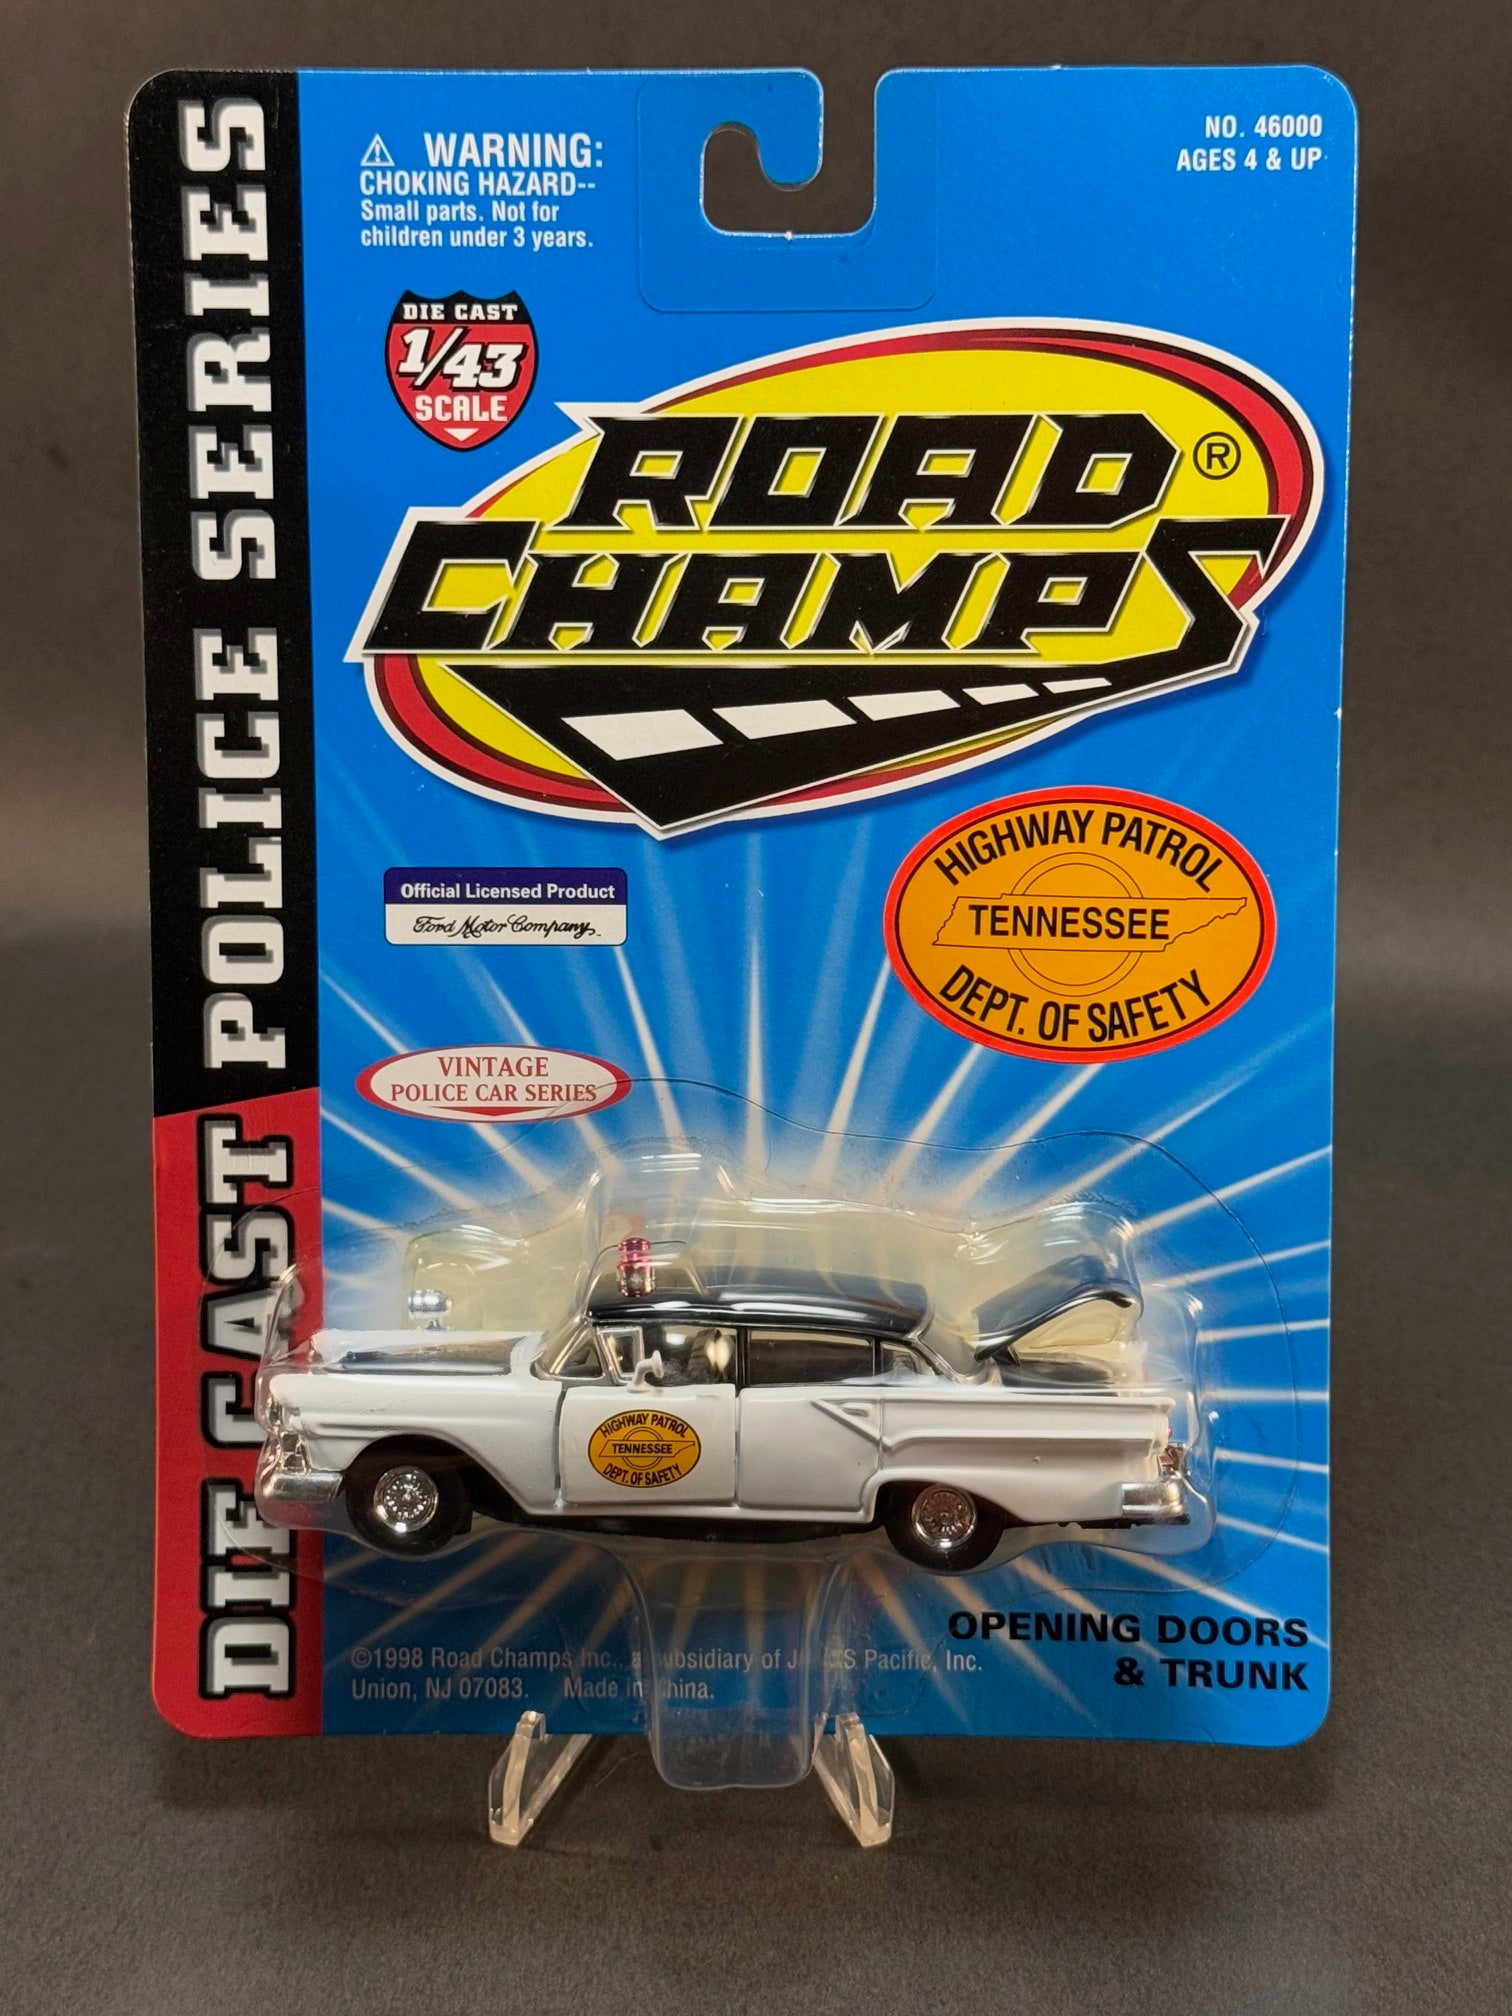 DIE CAST POLICE SERIES
WARNING:
CHOKING HAZARD--
Small parts. Not for
children under 3 years.
NO. 46000
AGES 4 & UP
DIE CAST
1/43
SCALE
ROAD
CHAMPS®
Official Licensed Product
Ford Motor Company
HIGHWAY PATROL
TENNESSEE
DEPT. OF SAFETY
VINTAGE
POLICE CAR SERIES
HIGHWAY PATROL
TENNESSEE
DEPT. OF SAFETY
OPENING DOORS
& TRUNK
©1998 Road Champs Inc., a subsidiary of Pacific, Inc.
Union, NJ 07083. Made in China.